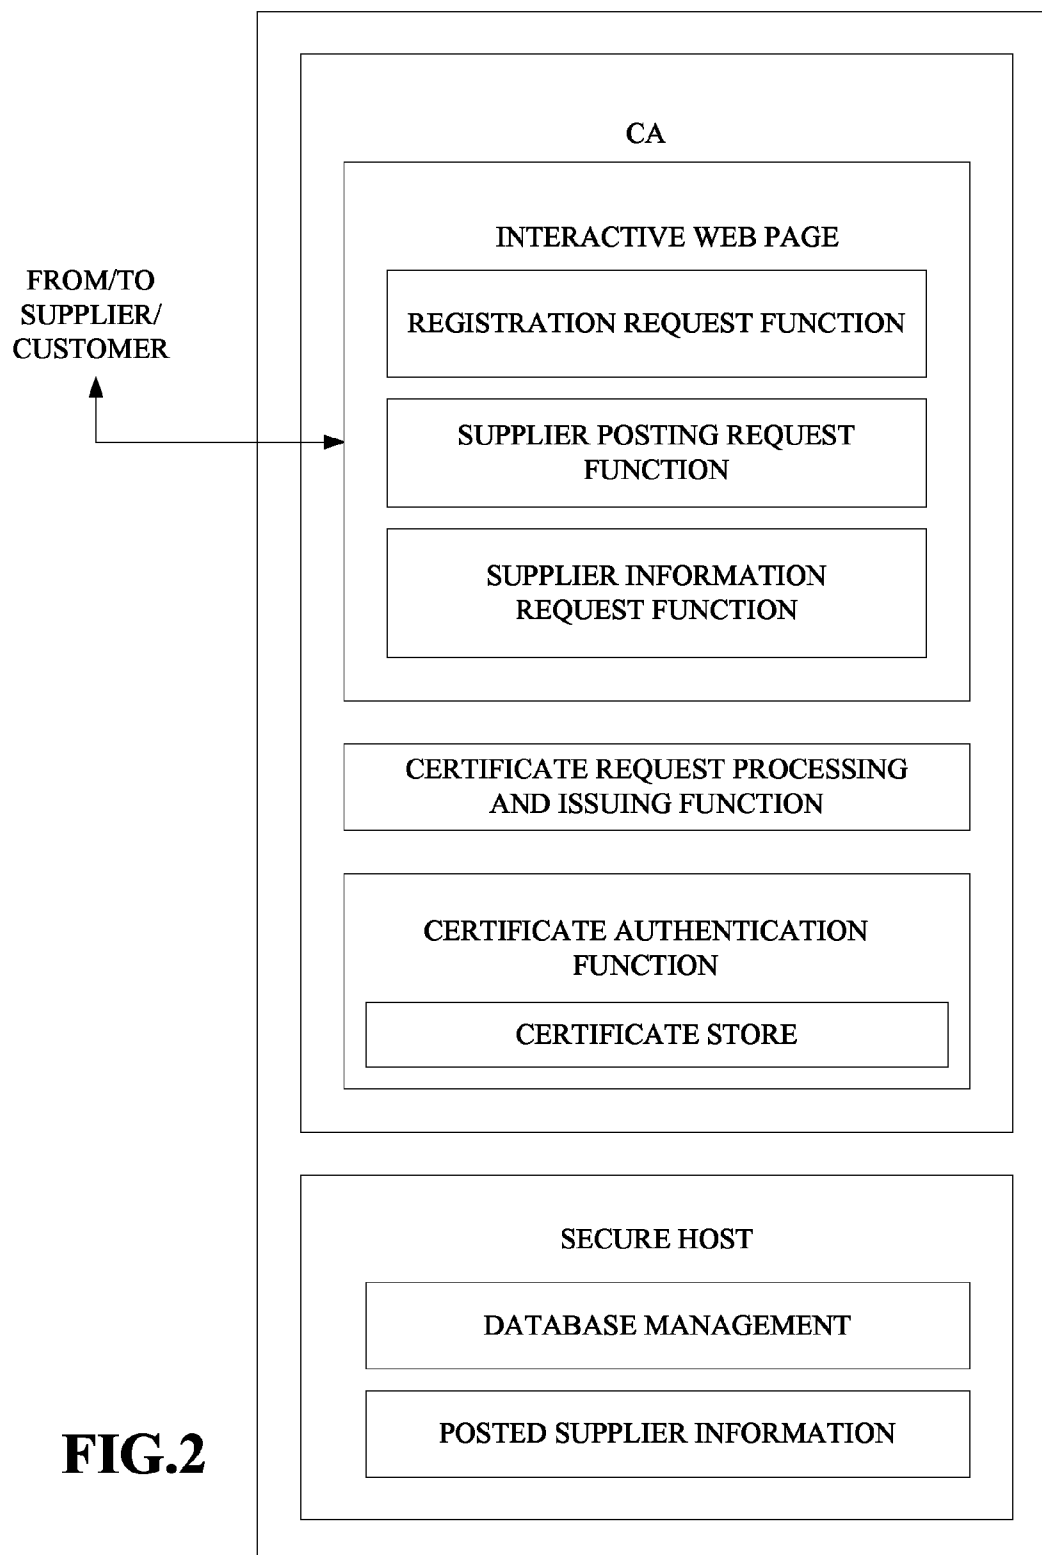 CA
INTERACTIVE WEB PAGE
FROM/TO
SUPPLIER/
CUSTOMER
REGISTRATION REQUEST FUNCTION
SUPPLIER POSTING REQUEST
FUNCTION
SUPPLIER INFORMATION
REQUEST FUNCTION
CERTIFICATE REQUEST PROCESSING
AND ISSUING FUNCTION
CERTIFICATE AUTHENTICATION
FUNCTION
CERTIFICATE STORE
SECURE HOST
DATABASE MANAGEMENT
POSTED SUPPLIER INFORMATION
FIG.2